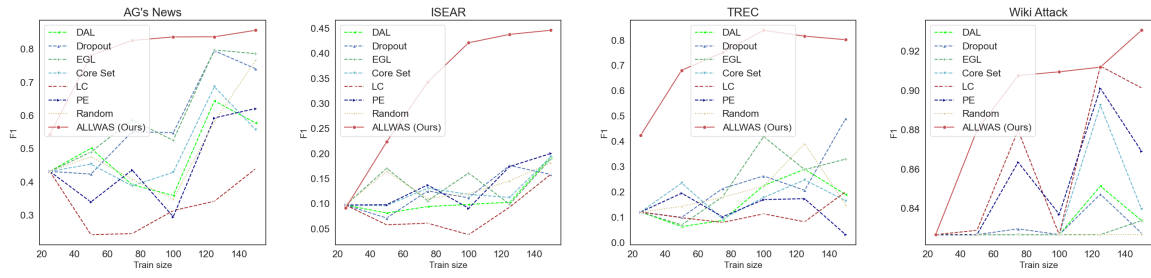 AG's News
F1
0.8
0.7
0.6
0.5
0.4
0.3
DAL
Dropout
EGL
Core Set
LC
PE
Random
ALLWAS (Ours)
20 40 60 80 100 120 140
Train size
ISEAR
F1
0.45
0.40
0.35
0.30
0.25
0.20
0.15
0.10
0.05
DAL
Dropout
EGL
Core Set
LC
PE
Random
ALLWAS (Ours)
20 40 60 80 100 120 140
Train size
TREC
F1
0.8
0.7
0.6
0.5
0.4
0.3
0.2
0.1
0.0
DAL
Dropout
EGL
Core Set
LC
PE
Random
ALLWAS (Ours)
20 40 60 80 100 120 140
Train size
Wiki Attack
F1
0.92
0.90
0.88
0.86
0.84
DAL
Dropout
EGL
Core Set
LC
PE
Random
ALLWAS (Ours)
20 40 60 80 100 120 140
Train size